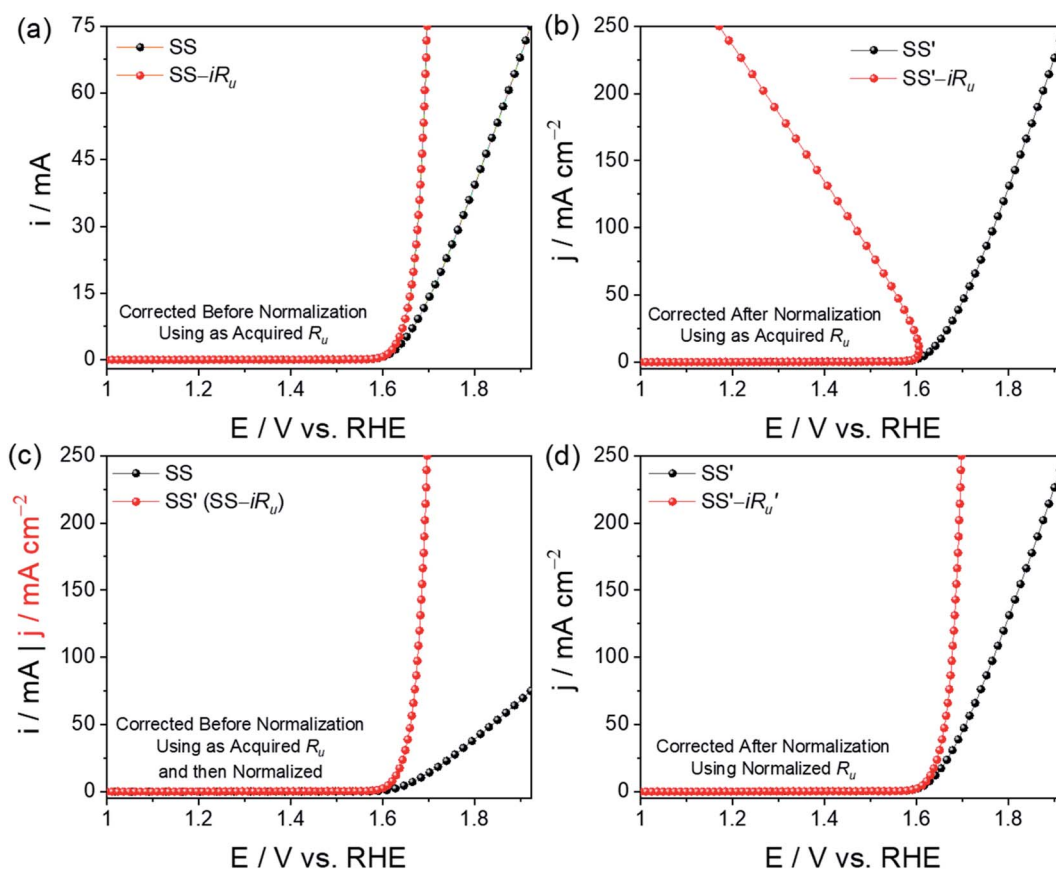 (a)
SS
SS–iRu
i / mA
75
60
45
30
15
0
Corrected Before Normalization
Using as Acquired Ru
1 1.2 1.4 1.6 1.8
E / V vs. RHE
(b)
SS'
SS'–iRu
j / mA cm⁻²
250
200
150
100
50
0
Corrected After Normalization
Using as Acquired Ru
1 1.2 1.4 1.6 1.8
E / V vs. RHE
(c)
SS
SS' (SS–iRu)
i / mA | j / mA cm⁻²
250
200
150
100
50
0
Corrected Before Normalization
Using as Acquired Ru
and then Normalized
1 1.2 1.4 1.6 1.8
E / V vs. RHE
(d)
SS'
SS'–iRu'
j / mA cm⁻²
250
200
150
100
50
0
Corrected After Normalization
Using Normalized Ru
1 1.2 1.4 1.6 1.8
E / V vs. RHE